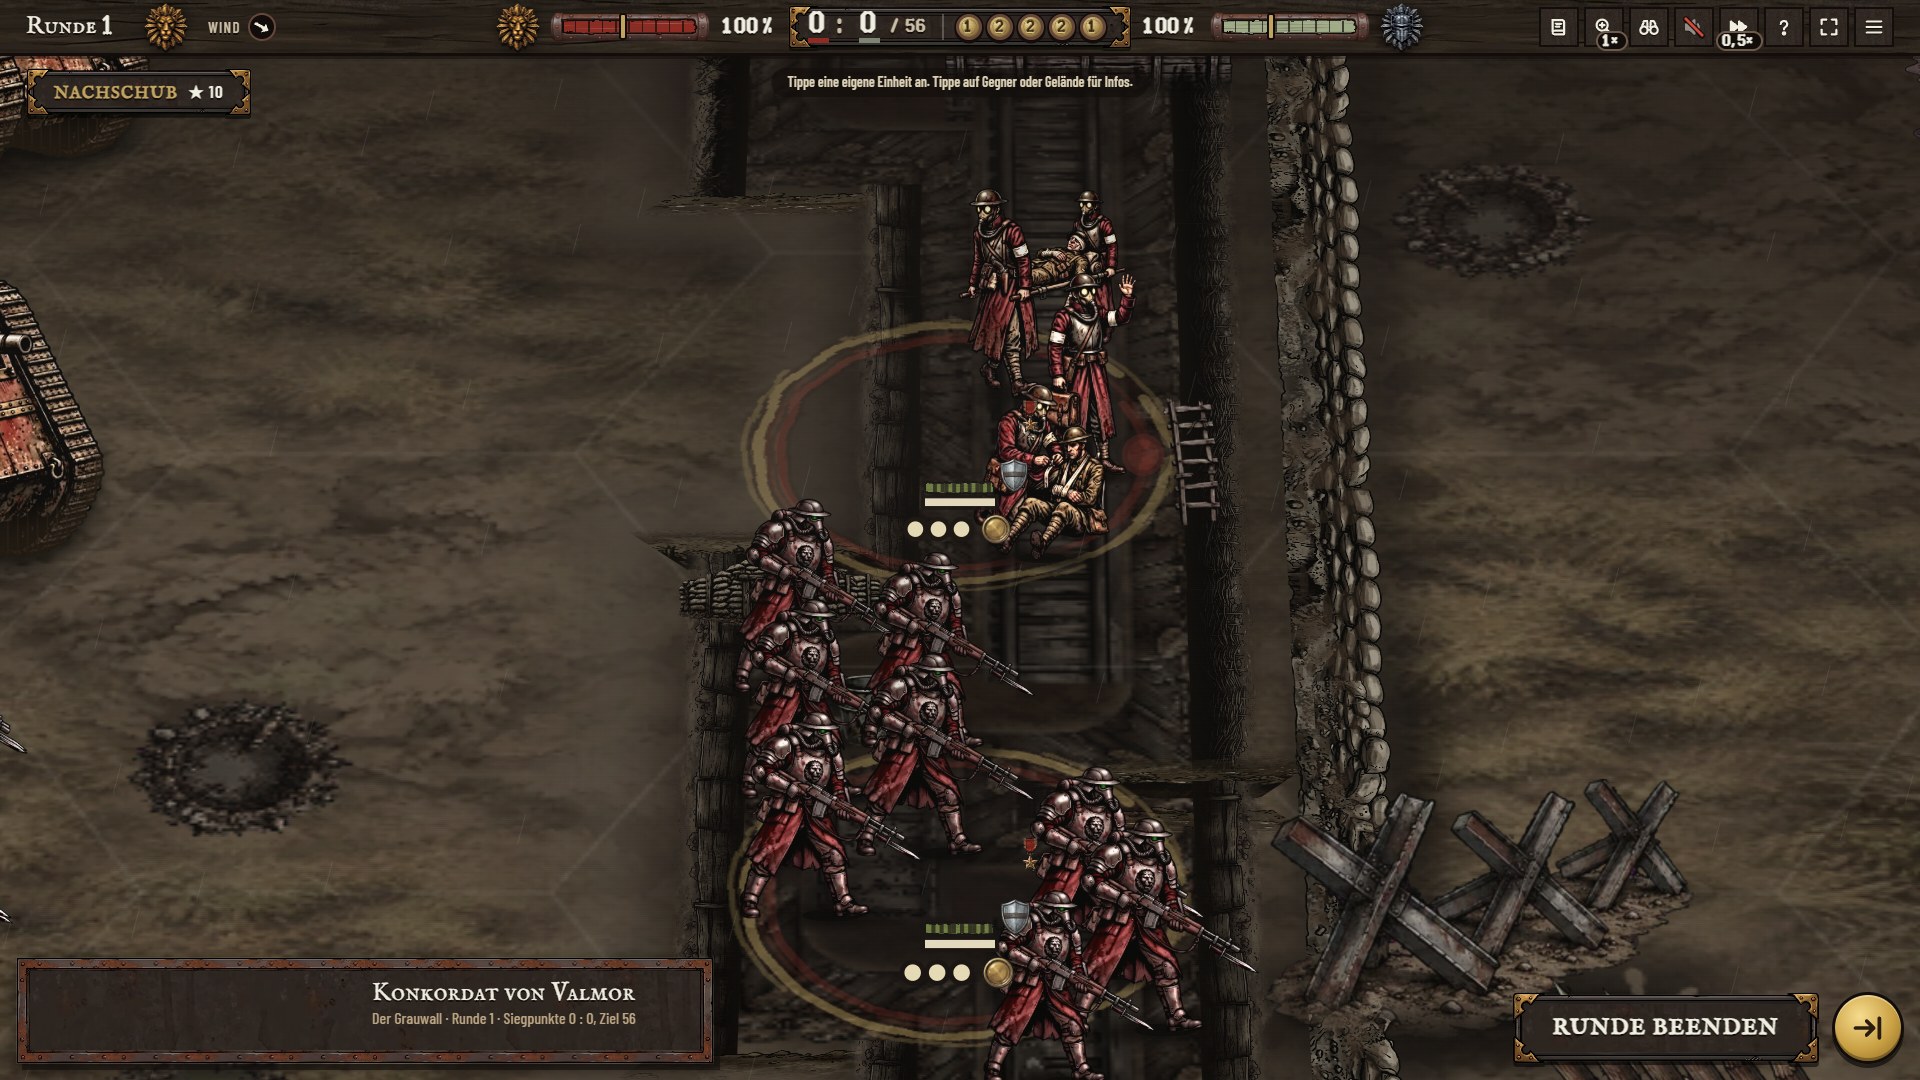 Runde 1
WIND
100 %
0 : 0 / 56
1 2 2 2 1
100 %
1×
0,5×
?
Nachschub ★ 10
Tippe eine eigene Einheit an. Tippe auf Gegner oder Gelände für Infos.
Konkordat von Valmor
Der Grauwall · Runde 1 · Siegpunkte 0 : 0, Ziel 56
RUNDE BEENDEN